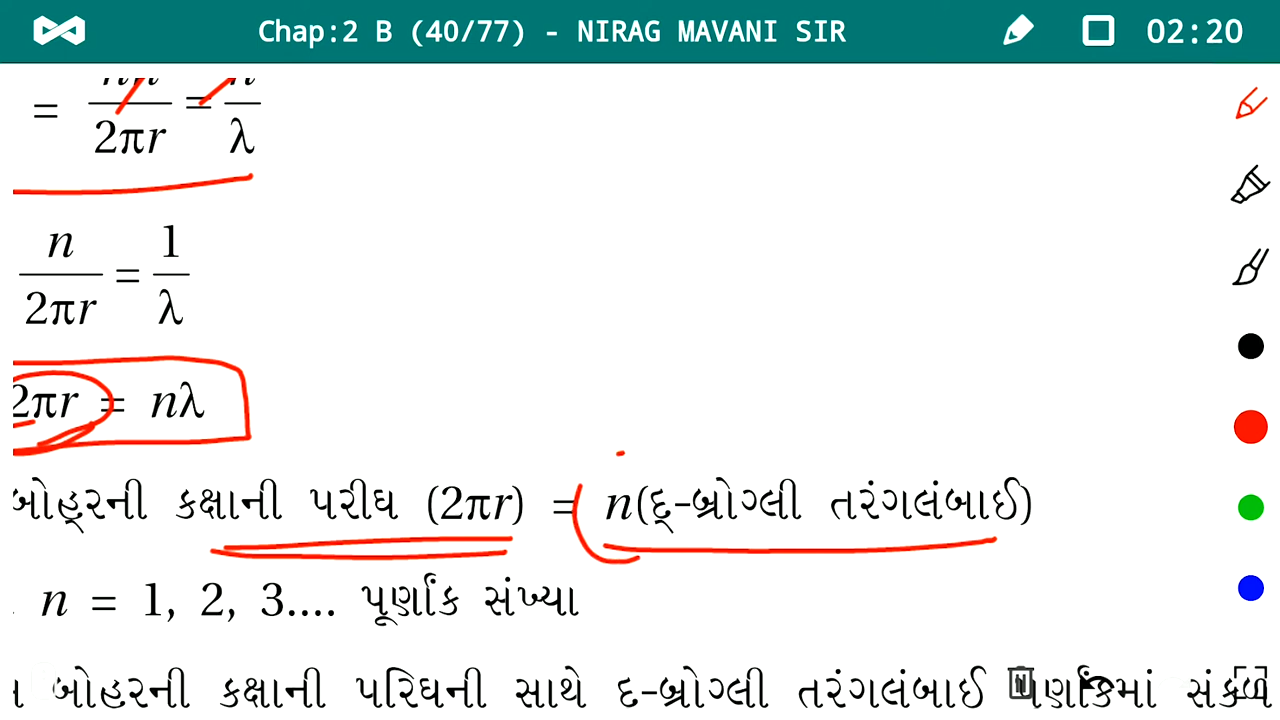 Chap:2 B (40/77) - NIRAG MAVANI SIR 02:20
= / 2πr = / λ
n / 2πr = 1 / λ
2πr = nλ
બોહ્રની કક્ષાની પરીઘ (2πr) = n(દ્-બ્રોગ્લી તરંગલંબાઈ)
n = 1, 2, 3.... પૂર્ણાંક સંખ્યા
બોહરની કક્ષાની પરિઘની સાથે દ-બ્રોગ્લી તરંગલંબાઈ